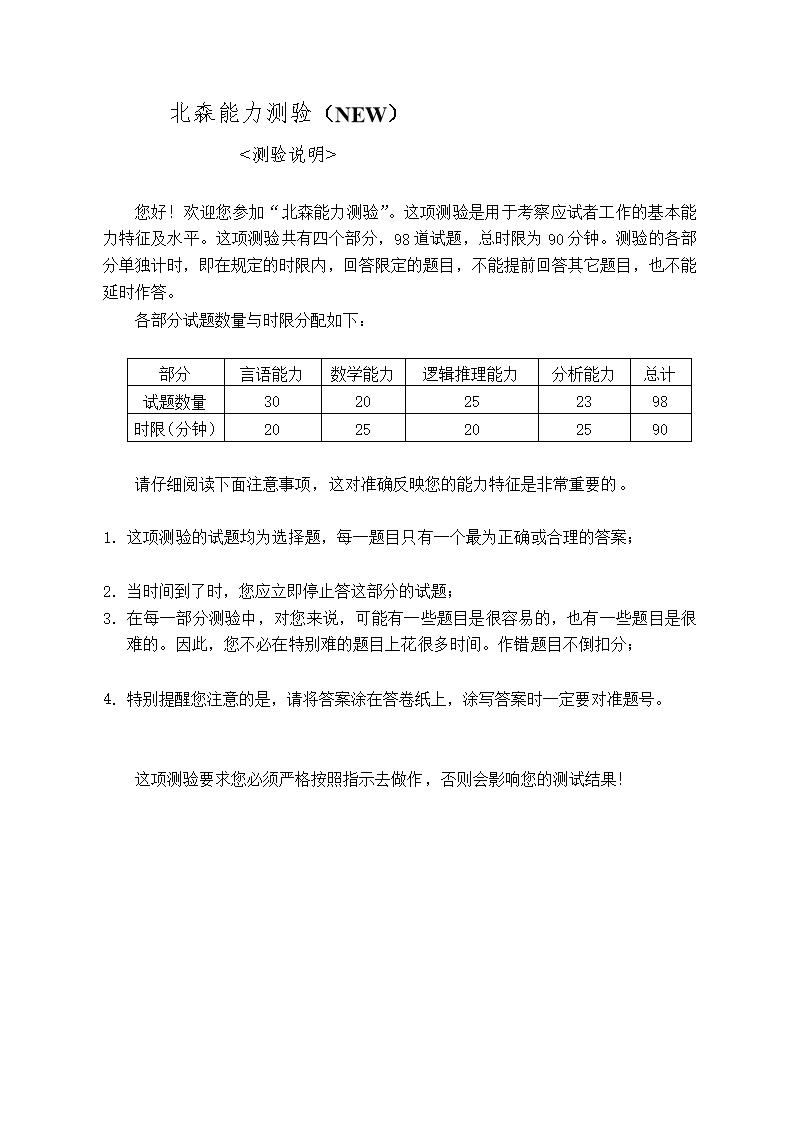 北森能力测验（NEW）
<测验说明>
您好！欢迎您参加“北森能力测验”。这项测验是用于考察应试者工作的基本能
力特征及水平。这项测验共有四个部分，98 道试题，总时限为 90 分钟。测验的各部
分单独计时，即在规定的时限内，回答限定的题目，不能提前回答其它题目，也不能
延时作答。
各部分试题数量与时限分配如下：
部分 言语能力 数学能力 逻辑推理能力 分析能力 总计
试题数量 30 20 25 23 98
时限(分钟) 20 25 20 25 90
请仔细阅读下面注意事项，这对准确反映您的能力特征是非常重要的。
1. 这项测验的试题均为选择题，每一题目只有一个最为正确或合理的答案；
2. 当时间到了时，您应立即停止答这部分的试题；
3. 在每一部分测验中，对您来说，可能有一些题目是很容易的，也有一些题目是很
难的。因此，您不必在特别难的题目上花很多时间。作错题目不倒扣分；
4. 特别提醒您注意的是，请将答案涂在答卷纸上，涂写答案时一定要对准题号。
这项测验要求您必须严格按照指示去做作，否则会影响您的测试结果！